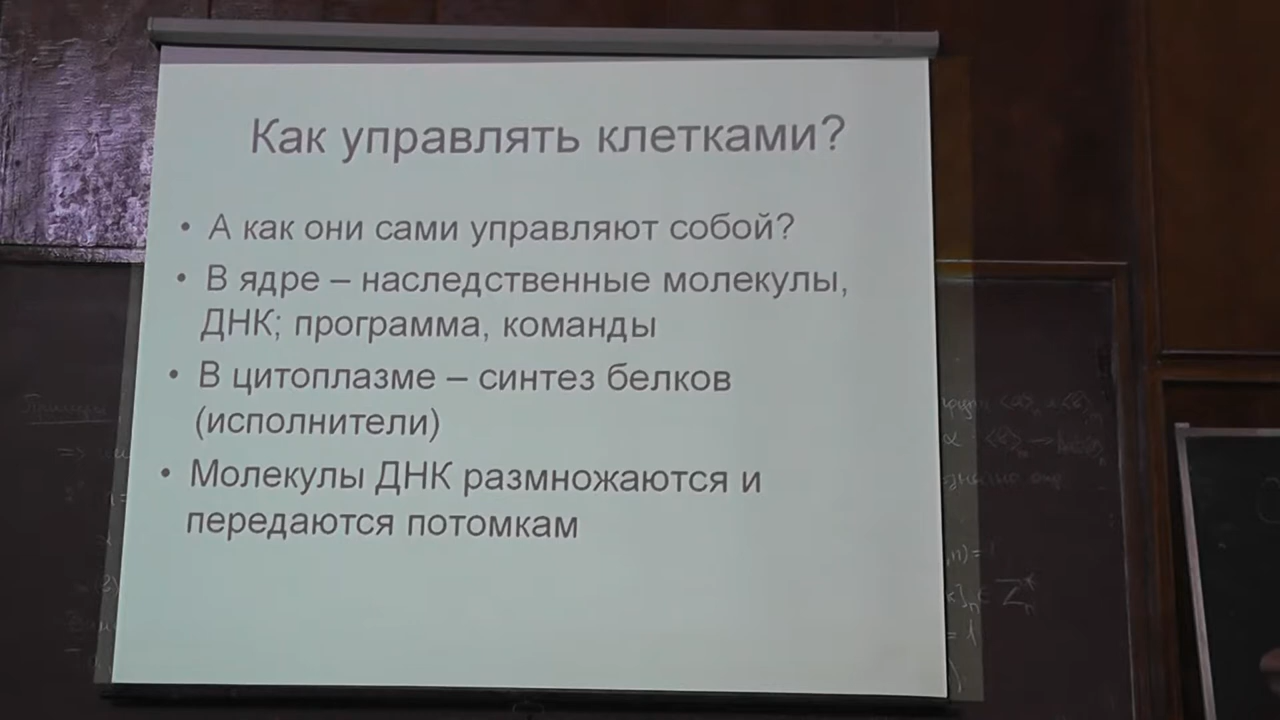 Как управлять клетками?
• А как они сами управляют собой?
• В ядре – наследственные молекулы,
ДНК; программа, команды
• В цитоплазме – синтез белков
(исполнители)
• Молекулы ДНК размножаются и
передаются потомкам